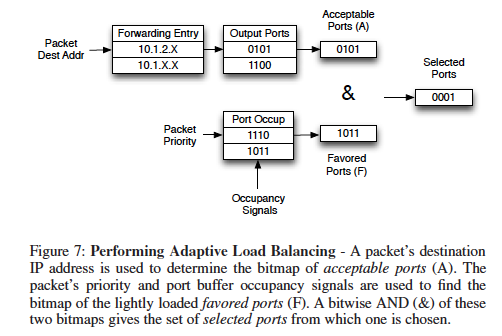 Packet
Dest Addr
Forwarding Entry
10.1.2.X
10.1.X.X
Output Ports
0101
1100
Acceptable
Ports (A)
0101
&
Selected
Ports
0001
Packet
Priority
Port Occup
1110
1011
1011
Favored
Ports (F)
Occupancy
Signals
Figure 7: Performing Adaptive Load Balancing - A packet's destination
IP address is used to determine the bitmap of acceptable ports (A). The
packet's priority and port buffer occupancy signals are used to find the
bitmap of the lightly loaded favored ports (F). A bitwise AND (&) of these
two bitmaps gives the set of selected ports from which one is chosen.